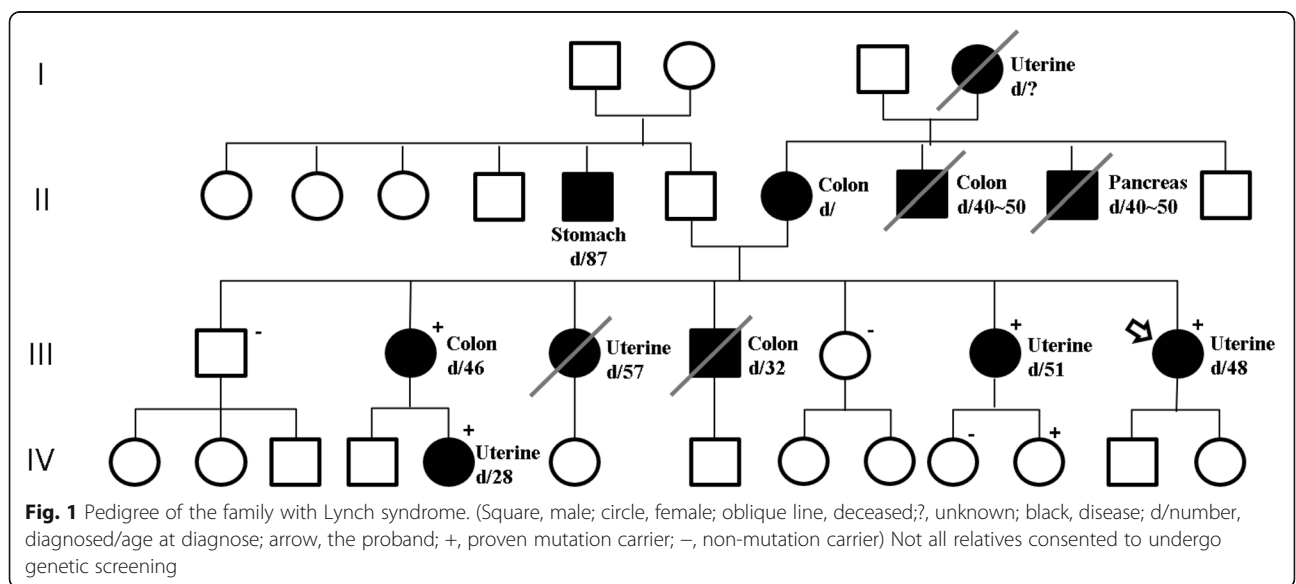 I
Uterine
d/?
II
Stomach
d/87
Colon
d/
Colon
d/40~50
Pancreas
d/40~50
III
-
+
Colon
d/46
Uterine
d/57
Colon
d/32
-
+
Uterine
d/51
+
Uterine
d/48
IV
+
Uterine
d/28
-
+
Fig. 1 Pedigree of the family with Lynch syndrome. (Square, male; circle, female; oblique line, deceased;?, unknown; black, disease; d/number,
diagnosed/age at diagnose; arrow, the proband; +, proven mutation carrier; −, non-mutation carrier) Not all relatives consented to undergo
genetic screening